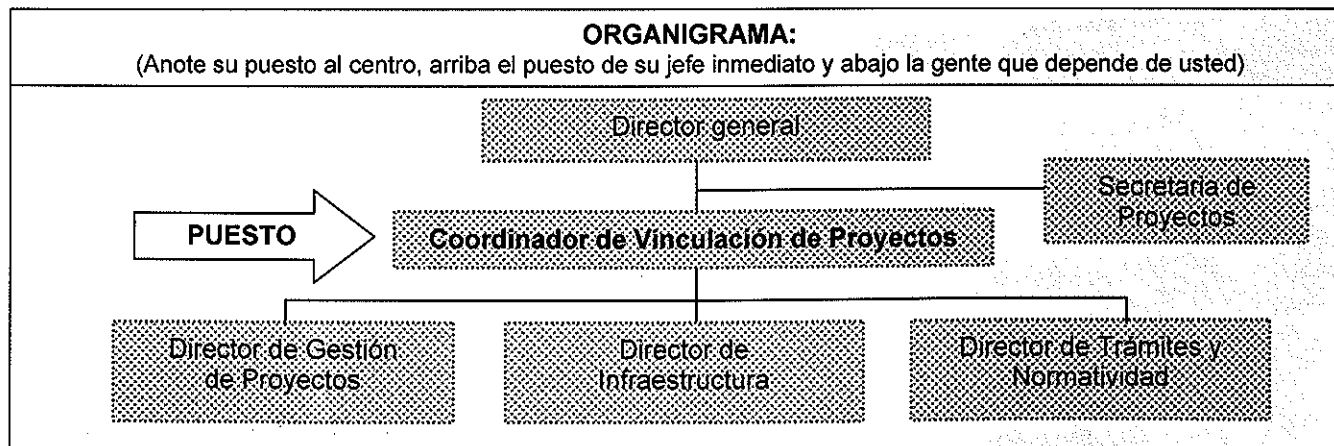 ORGANIGRAMA:
(Anote su puesto al centro, arriba el puesto de su jefe inmediato y abajo la gente que depende de usted)
Director general
Secretaria de
Proyectos
PUESTO
Coordinador de Vinculación de Proyectos
Director de Gestión
de Proyectos
Director de
Infraestructura
Director de Trámites y
Normatividad